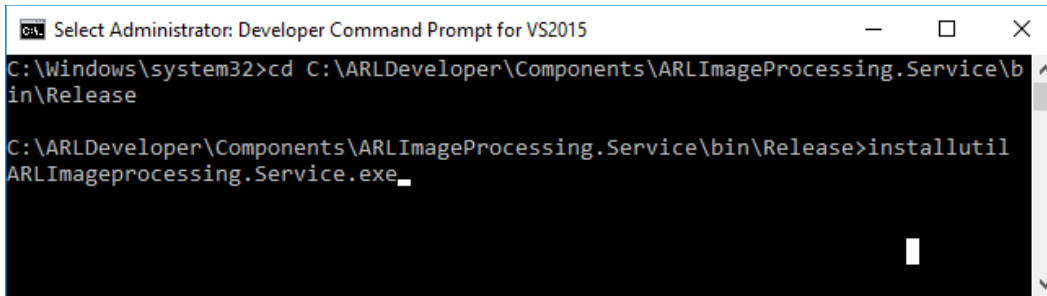 Select Administrator: Developer Command Prompt for VS2015
C:\Windows\system32>cd C:\ARLDeveloper\Components\ARLImageProcessing.Service\b
in\Release
C:\ARLDeveloper\Components\ARLImageProcessing.Service\bin\Release>installutil
ARLImageprocessing.Service.exe